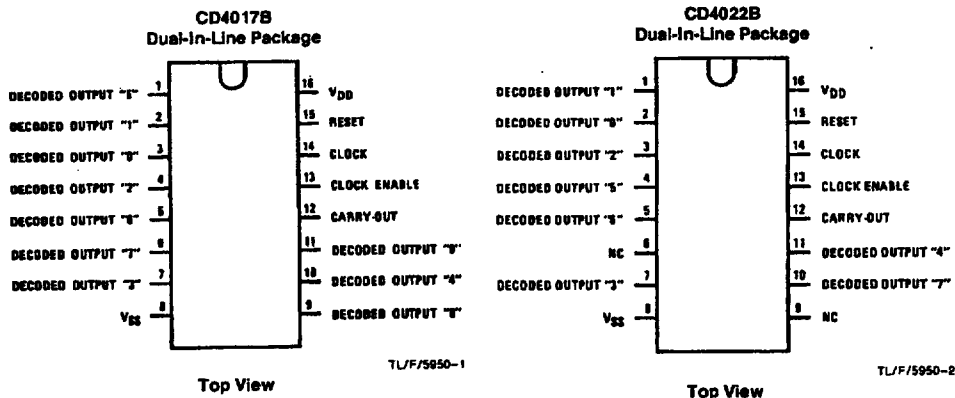 CD4017B
Dual-In-Line Package
DECODED OUTPUT "5" 1
DECODED OUTPUT "1" 2
DECODED OUTPUT "0" 3
DECODED OUTPUT "2" 4
DECODED OUTPUT "6" 5
DECODED OUTPUT "7" 6
DECODED OUTPUT "3" 7
VSS 8
16 VDD
15 RESET
14 CLOCK
13 CLOCK ENABLE
12 CARRY-OUT
11 DECODED OUTPUT "9"
10 DECODED OUTPUT "4"
9 DECODED OUTPUT "8"
TL/F/5950-1
Top View
CD4022B
Dual-In-Line Package
DECODED OUTPUT "1" 1
DECODED OUTPUT "0" 2
DECODED OUTPUT "2" 3
DECODED OUTPUT "5" 4
DECODED OUTPUT "6" 5
NC 6
DECODED OUTPUT "3" 7
VSS 8
16 VDD
15 RESET
14 CLOCK
13 CLOCK ENABLE
12 CARRY-OUT
11 DECODED OUTPUT "4"
10 DECODED OUTPUT "7"
9 NC
TL/F/5950-2
Top View